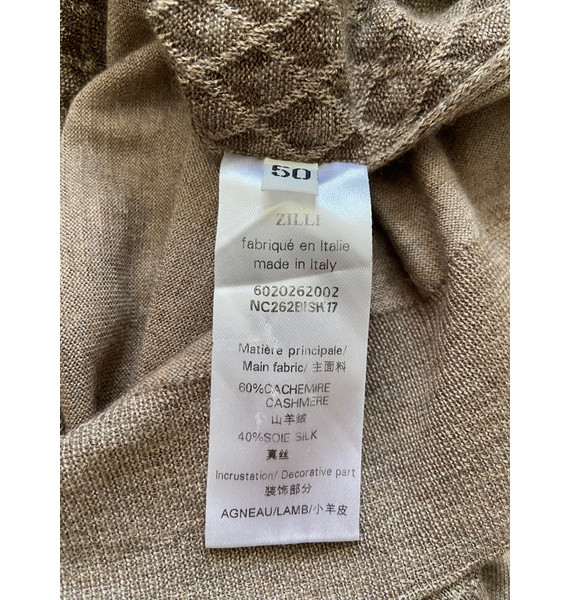 50
ZILLI
fabriqué en Italie
made in Italy
6020262002
NC262BISK17
Matière principale/
Main fabric/ 主面料
60%CACHEMIRE
CASHMERE
山羊绒
40%SOIE SILK
真丝
Incrustation/ Decorative part
装饰部分
AGNEAU/LAMB/小羊皮